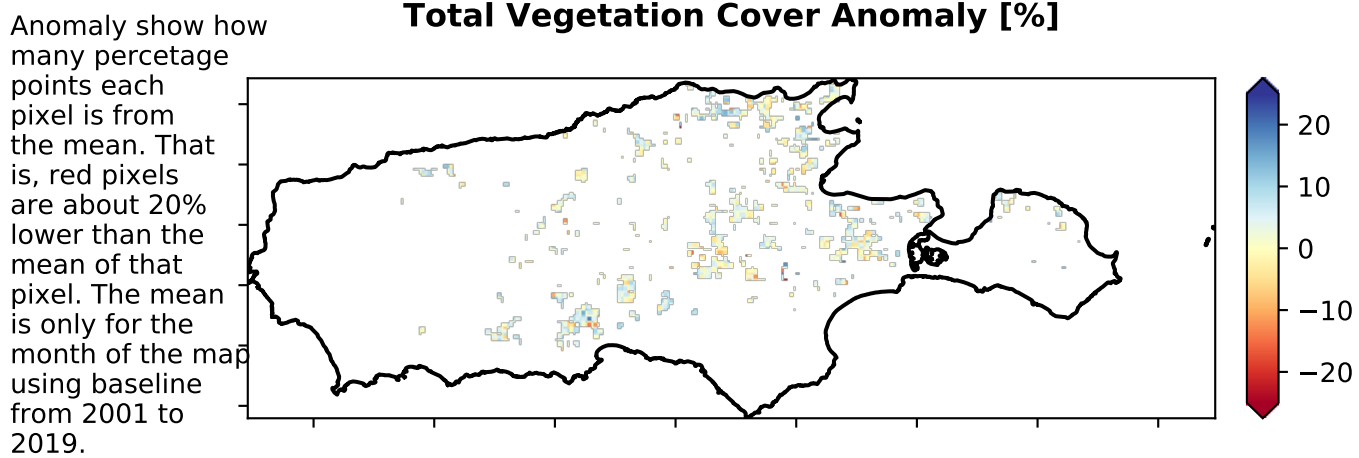 Total Vegetation Cover Anomaly [%]
Anomaly show how
many percetage
points each
pixel is from
the mean. That
is, red pixels
are about 20%
lower than the
mean of that
pixel. The mean
is only for the
month of the map
using baseline
from 2001 to
2019.
20
10
0
−10
−20